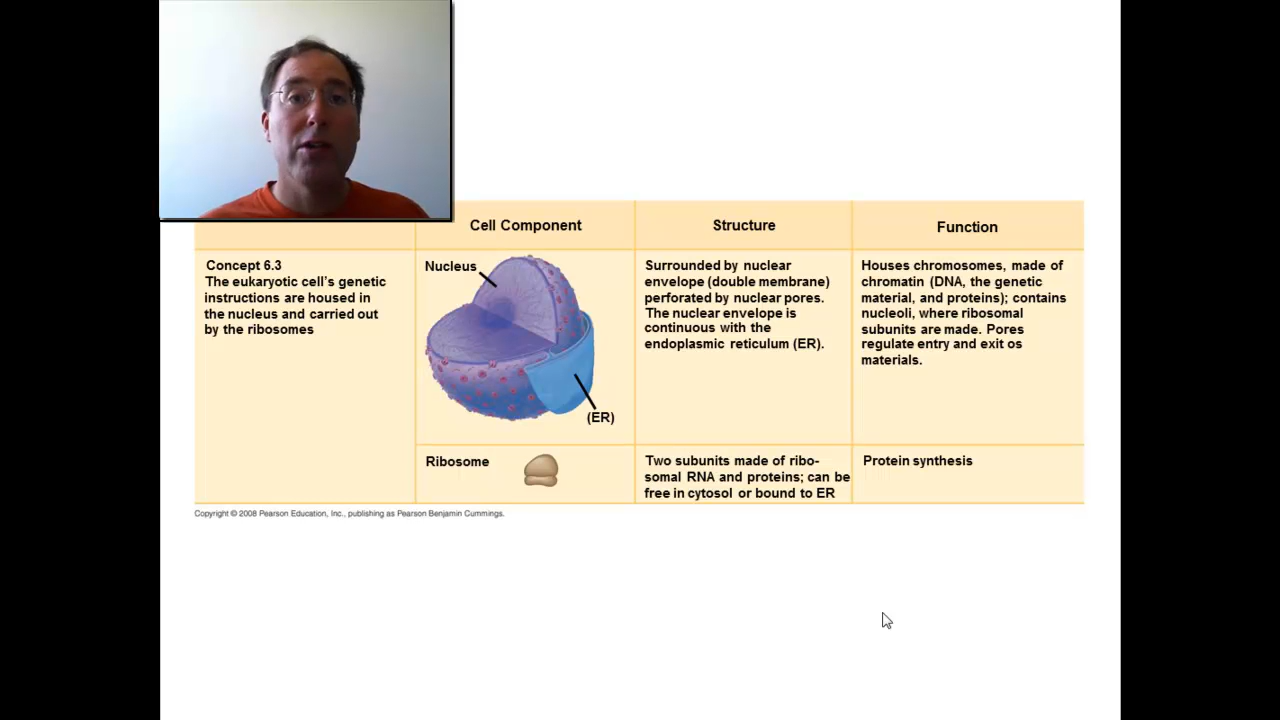 Cell Component
Structure
Function
Concept 6.3
The eukaryotic cell's genetic
instructions are housed in
the nucleus and carried out
by the ribosomes
Nucleus
(ER)
Surrounded by nuclear
envelope (double membrane)
perforated by nuclear pores.
The nuclear envelope is
continuous with the
endoplasmic reticulum (ER).
Houses chromosomes, made of
chromatin (DNA, the genetic
material, and proteins); contains
nucleoli, where ribosomal
subunits are made. Pores
regulate entry and exit os
materials.
Ribosome
Two subunits made of ribo-
somal RNA and proteins; can be
free in cytosol or bound to ER
Protein synthesis
Copyright © 2008 Pearson Education, Inc., publishing as Pearson Benjamin Cummings.